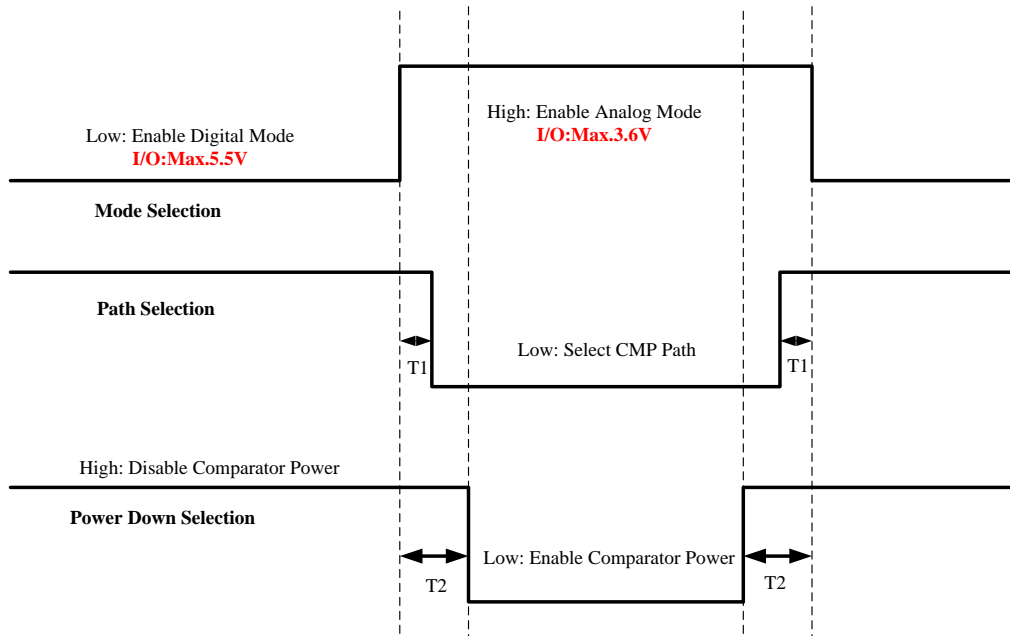 Low: Enable Digital Mode
I/O:Max.5.5V
High: Enable Analog Mode
I/O:Max.3.6V
Mode Selection
Path Selection
T1
Low: Select CMP Path
T1
High: Disable Comparator Power
Power Down Selection
T2
Low: Enable Comparator Power
T2